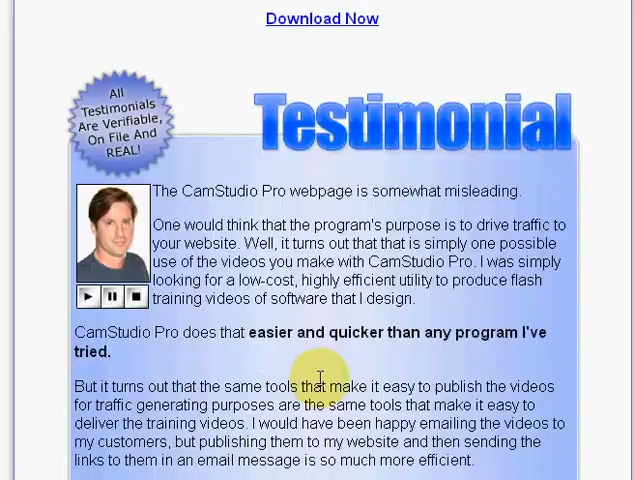 Download Now
All
Testimonials
Are Verifiable,
On File And
REAL!
Testimonial
The CamStudio Pro webpage is somewhat misleading.
One would think that the program's purpose is to drive traffic to
your website. Well, it turns out that that is simply one possible
use of the videos you make with CamStudio Pro. I was simply
looking for a low-cost, highly efficient utility to produce flash
training videos of software that I design.
CamStudio Pro does that easier and quicker than any program I've
tried.
But it turns out that the same tools that make it easy to publish the videos
for traffic generating purposes are the same tools that make it easy to
deliver the training videos. I would have been happy emailing the videos to
my customers, but publishing them to my website and then sending the
links to them in an email message is so much more efficient.